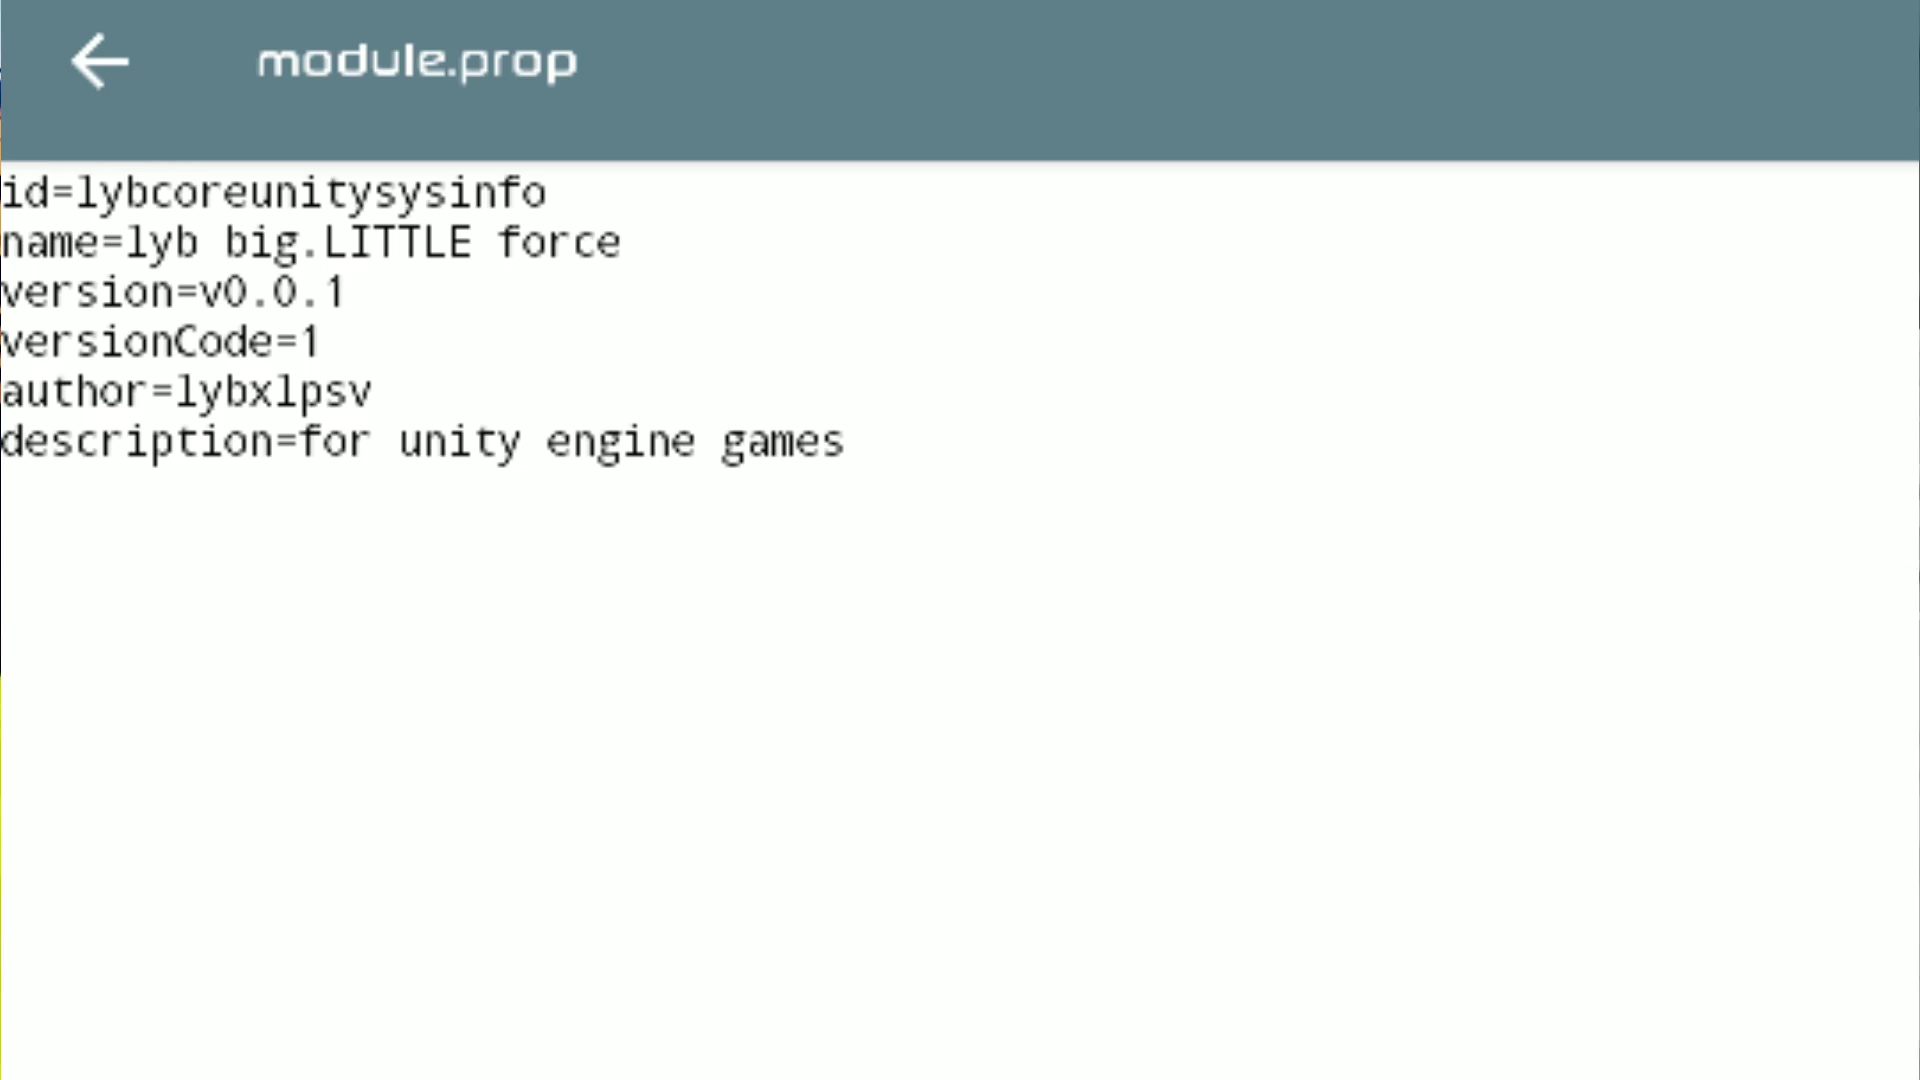 module.prop
id=lybcoreunitysysinfo
name=lyb big.LITTLE force
version=v0.0.1
versionCode=1
author=lybxlpsv
description=for unity engine games